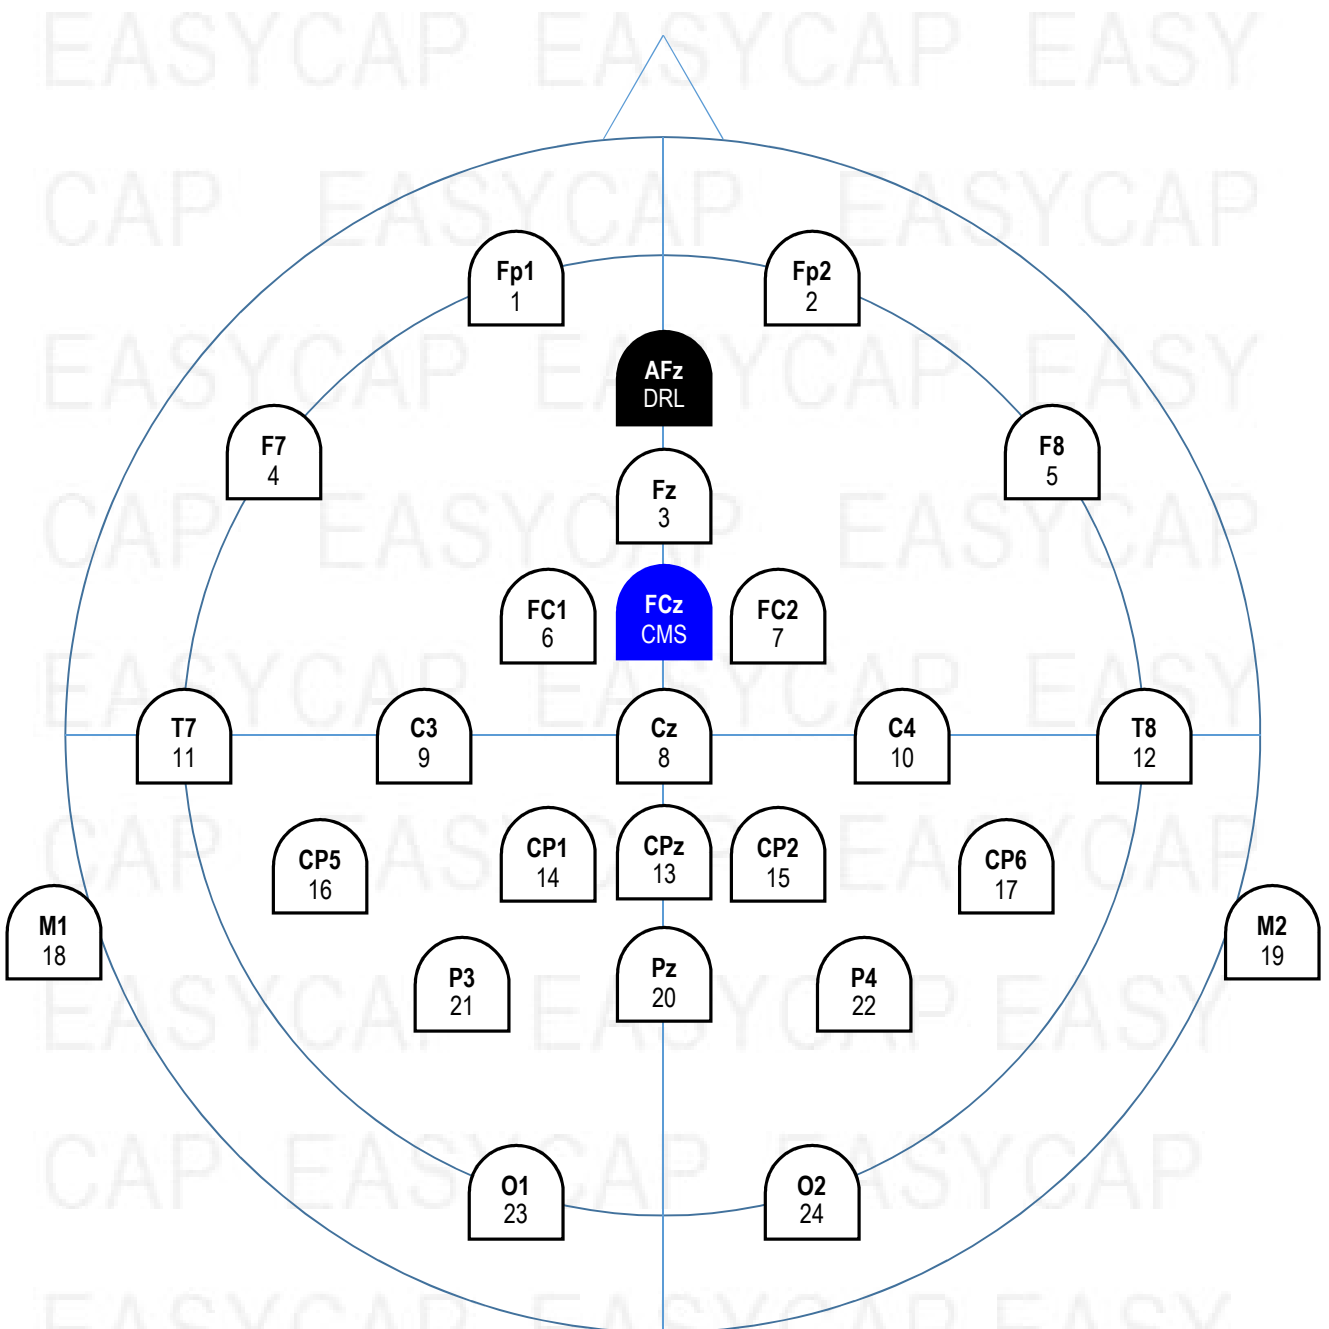 EASYCAP EASYCAP EASY
CAP EASYCAP EASYCAP
Fp1
1
Fp2
2
EASYCAP EASYCAP EASY
AFz
DRL
F7
4
F8
5
Fz
3
CAP EASYCAP EASYCAP
FC1
6
FCz
CMS
FC2
7
EASYCAP EASYCAP EASY
T7
11
C3
9
Cz
8
C4
10
T8
12
CAP EASYCAP EASYCAP
CP5
16
CP1
14
CPz
13
CP2
15
CP6
17
M1
18
M2
19
P3
21
Pz
20
P4
22
EASYCAP EASYCAP EASY
CAP EASYCAP EASYCAP
O1
23
O2
24
EASYCAP EASYCAP EASY